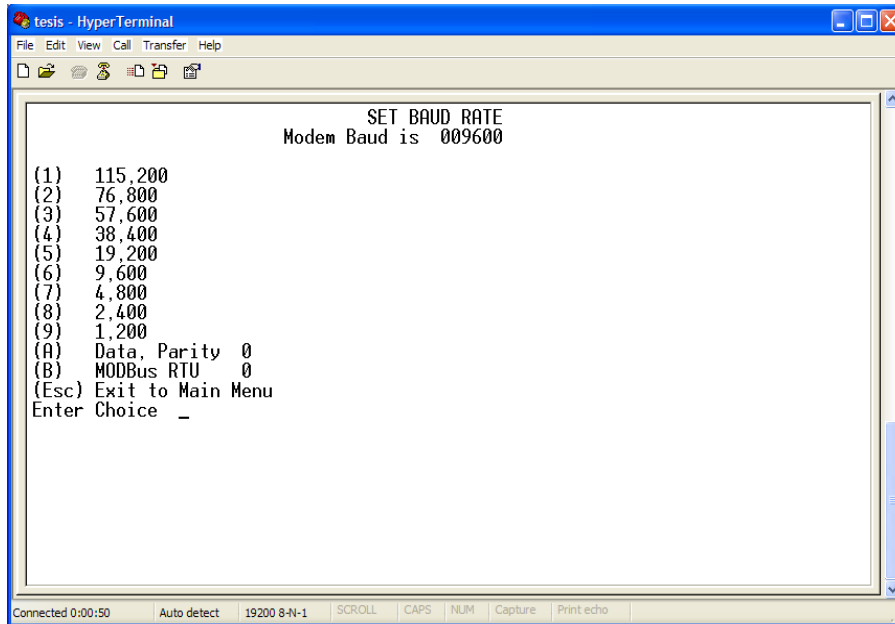 tesis - HyperTerminal
File Edit View Call Transfer Help
SET BAUD RATE
Modem Baud is 009600
(1) 115,200
(2) 76,800
(3) 57,600
(4) 38,400
(5) 19,200
(6) 9,600
(7) 4,800
(8) 2,400
(9) 1,200
(A) Data, Parity 0
(B) MODBus RTU 0
(Esc) Exit to Main Menu
Enter Choice _
Connected 0:00:50 Auto detect 19200 8-N-1 SCROLL CAPS NUM Capture Print echo